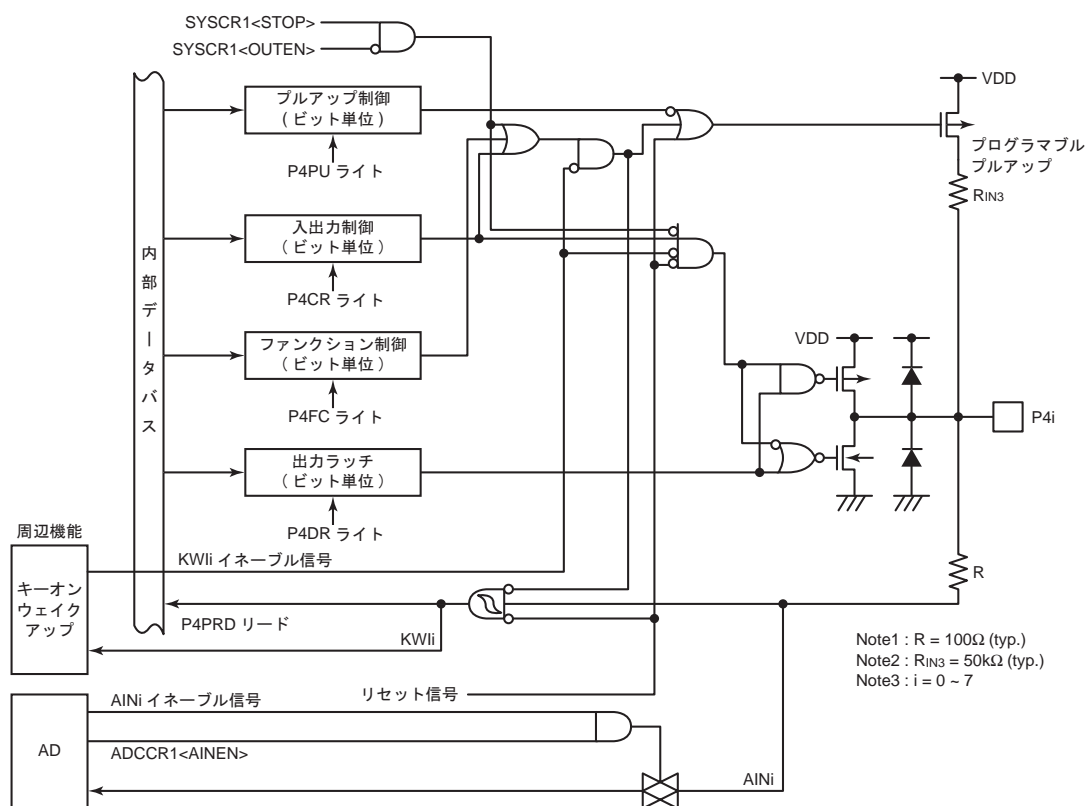 SYSCR1<STOP>
SYSCR1<OUTEN>
プルアップ制御
( ビット単位 )
P4PU ライト
入出力制御
( ビット単位 )
P4CR ライト
ファンクション制御
( ビット単位 )
P4FC ライト
出力ラッチ
( ビット単位 )
P4DR ライト
内部データバス
VDD
プログラマブル
プルアップ
RIN3
VDD
P4i
R
周辺機能
キーオン
ウェイク
アップ
KWIi イネーブル信号
P4PRD リード
KWIi
リセット信号
AD
AINi イネーブル信号
ADCCR1<AINEN>
AINi
Note1 : R = 100Ω (typ.)
Note2 : RIN3 = 50kΩ (typ.)
Note3 : i = 0 ~ 7